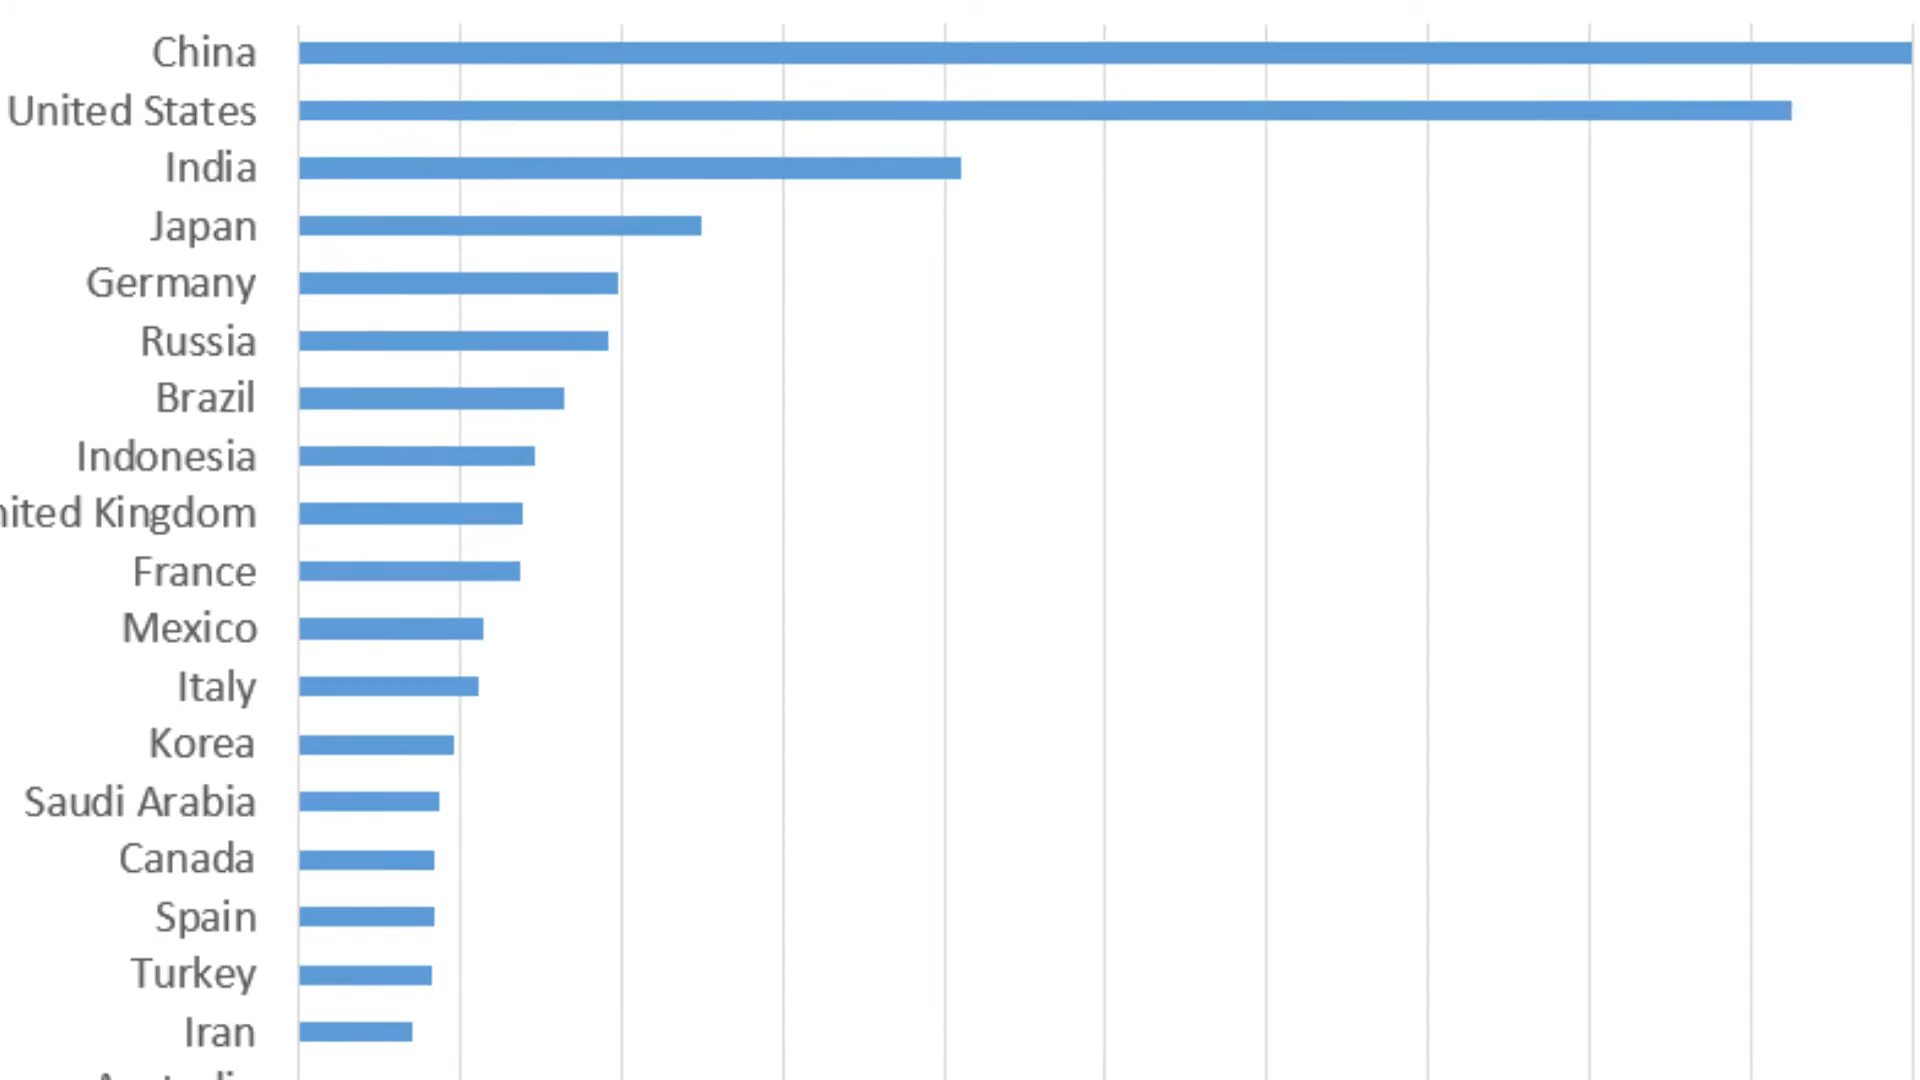 China
United States
India
Japan
Germany
Russia
Brazil
Indonesia
Kingdom
France
Mexico
Italy
Korea
Saudi Arabia
Canada
Spain
Turkey
Iran